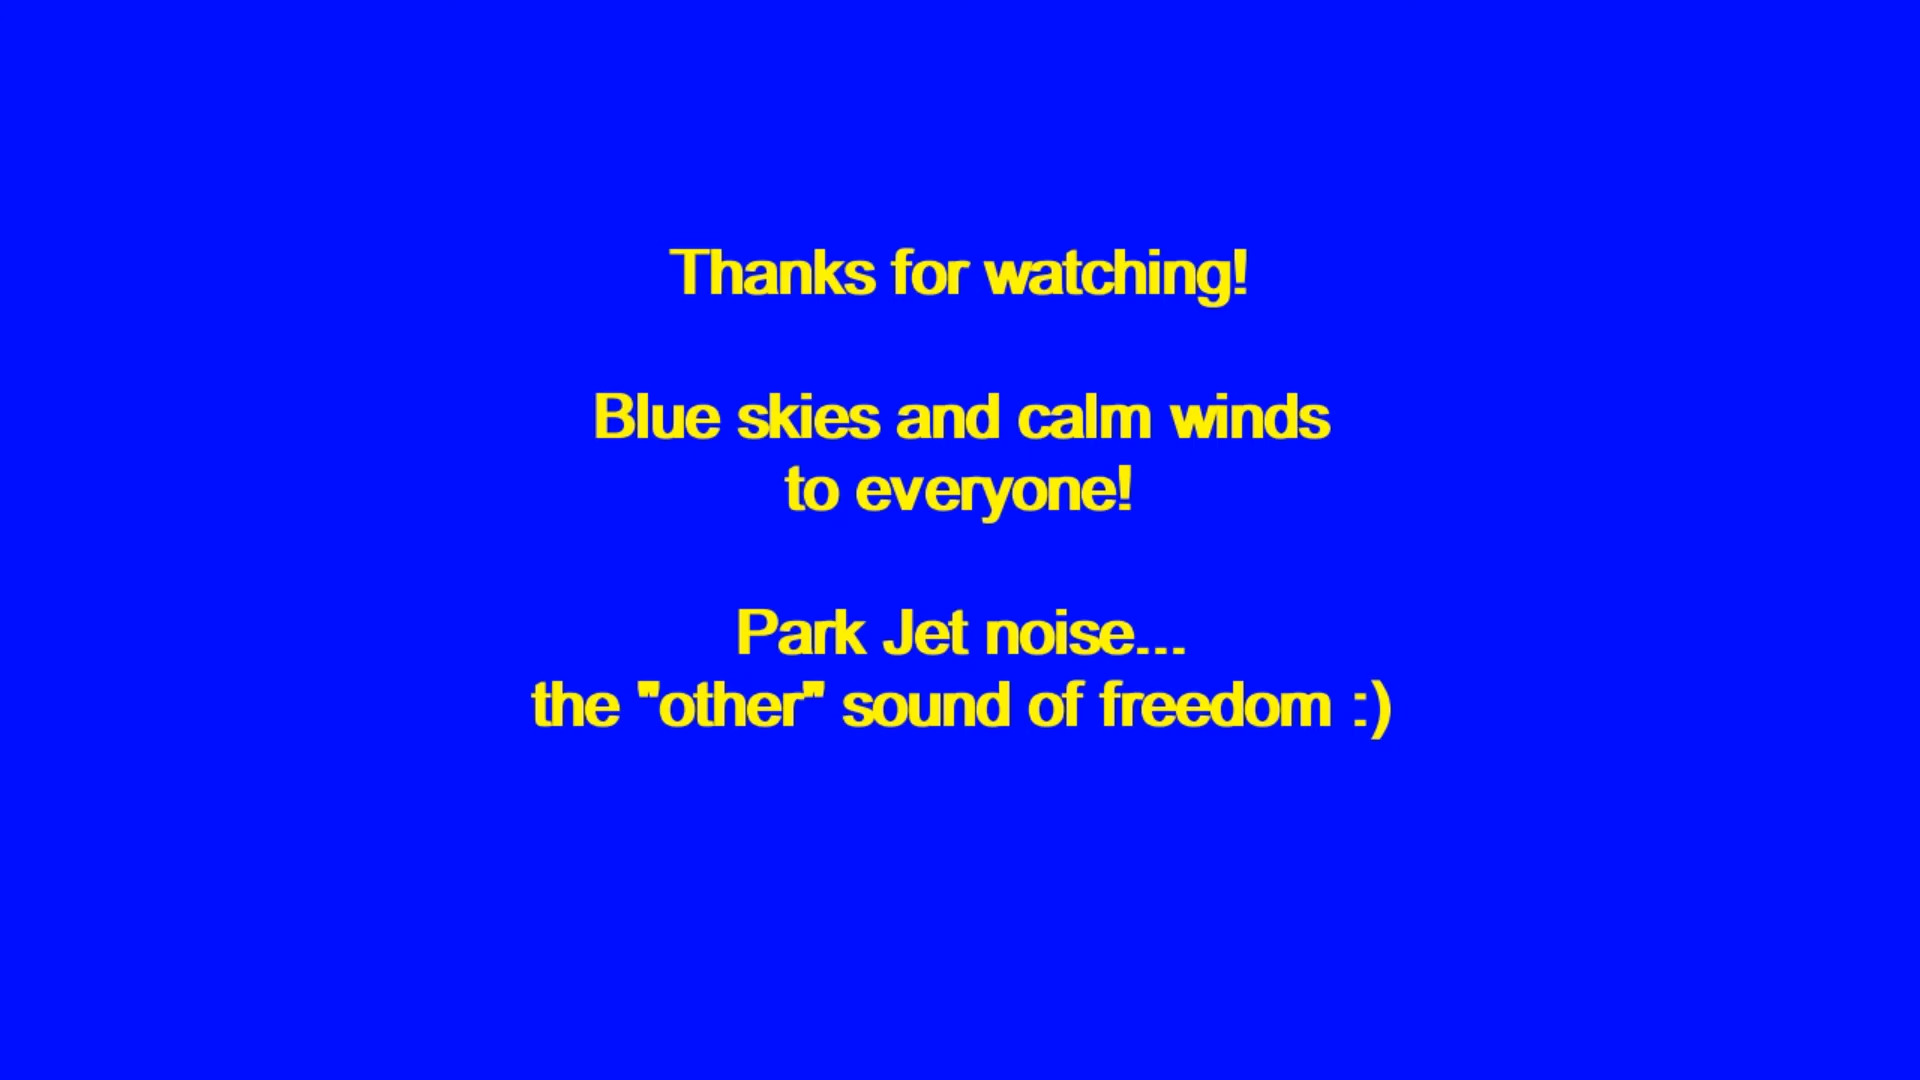 Thanks for watching!
Blue skies and calm winds
to everyone!
Park Jet noise...
the "other" sound of freedom :)